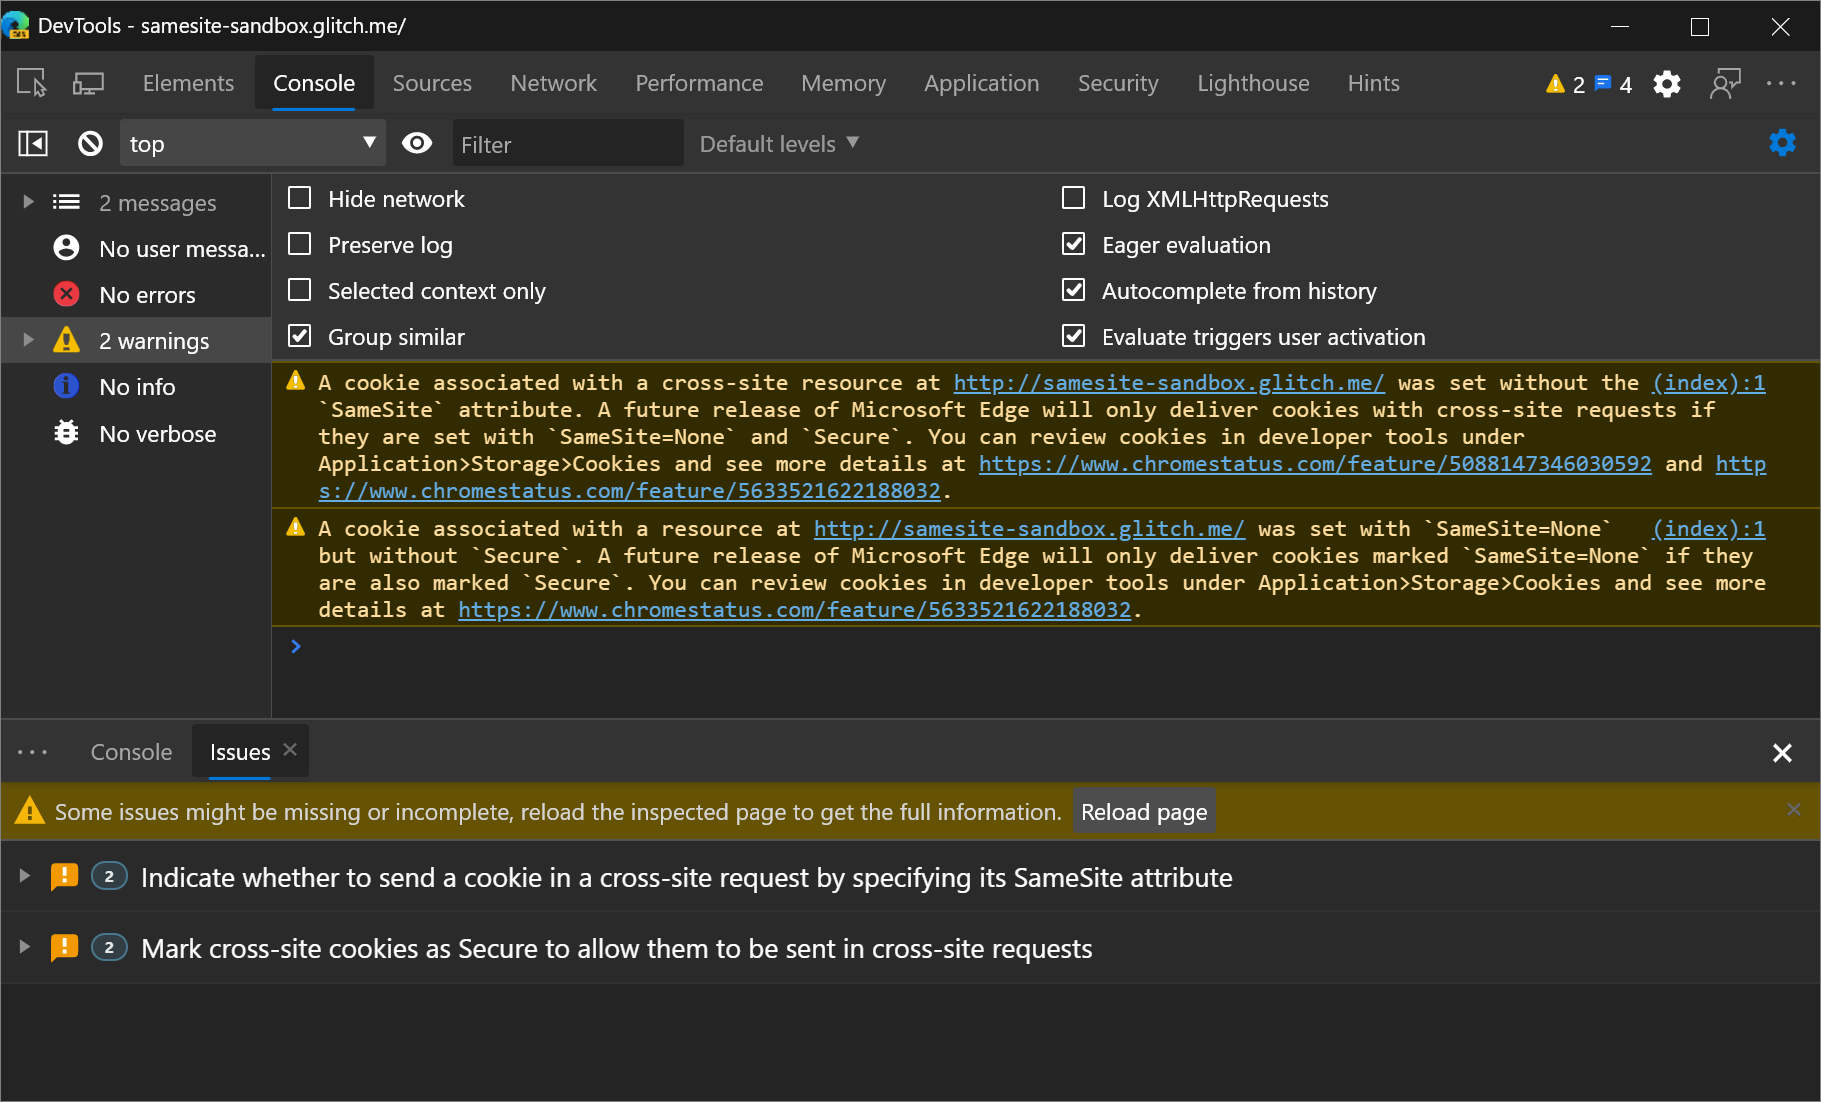 DevTools - samesite-sandbox.glitch.me/
Elements Console Sources Network Performance Memory Application Security Lighthouse Hints 2 4
top Filter Default levels
2 messages
No user messa...
No errors
2 warnings
No info
No verbose
Hide network Log XMLHttpRequests
Preserve log Eager evaluation
Selected context only Autocomplete from history
Group similar Evaluate triggers user activation
A cookie associated with a cross-site resource at http://samesite-sandbox.glitch.me/ was set without the (index):1
`SameSite` attribute. A future release of Microsoft Edge will only deliver cookies with cross-site requests if
they are set with `SameSite=None` and `Secure`. You can review cookies in developer tools under
Application>Storage>Cookies and see more details at https://www.chromestatus.com/feature/5088147346030592 and http
s://www.chromestatus.com/feature/5633521622188032.
A cookie associated with a resource at http://samesite-sandbox.glitch.me/ was set with `SameSite=None` (index):1
but without `Secure`. A future release of Microsoft Edge will only deliver cookies marked `SameSite=None` if they
are also marked `Secure`. You can review cookies in developer tools under Application>Storage>Cookies and see more
details at https://www.chromestatus.com/feature/5633521622188032.
Console Issues
Some issues might be missing or incomplete, reload the inspected page to get the full information. Reload page
2 Indicate whether to send a cookie in a cross-site request by specifying its SameSite attribute
2 Mark cross-site cookies as Secure to allow them to be sent in cross-site requests